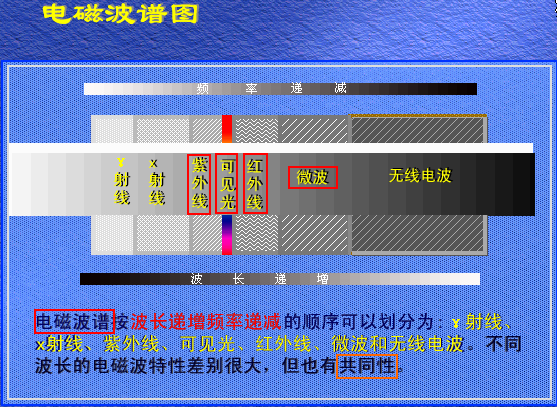 电磁波谱图
频率递减
γ射线
x射线
紫外线
可见光
红外线
微波
无线电波
波长递增
电磁波谱按波长递增频率递减的顺序可以划分为:γ射线、
x射线、紫外线、可见光、红外线、微波和无线电波。不同
波长的电磁波特性差别很大，但也有共同性。